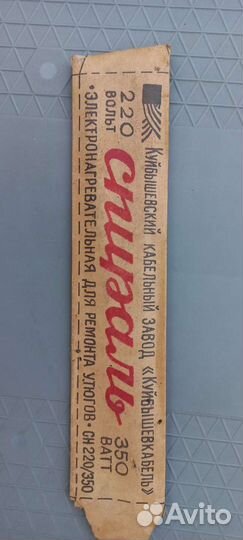 КУЙБЫШЕВСКИЙ КАБЕЛЬНЫЙ ЗАВОД «КУЙБЫШЕВКАБЕЛЬ»
220
ВОЛЬТ
спираль
350
ВАТТ
• ЭЛЕКТРОНАГРЕВАТЕЛЬНАЯ ДЛЯ РЕМОНТА УТЮГОВ • СН 220/350
Avito